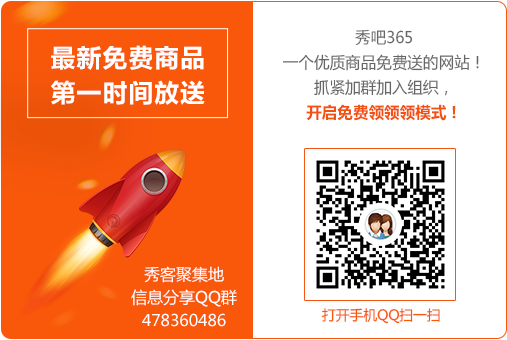 最新免费商品
第一时间放送
秀客聚集地
信息分享QQ群
478360486
秀吧365
一个优质商品免费送的网站！
抓紧加群加入组织，
开启免费领领领模式！
打开手机QQ扫一扫